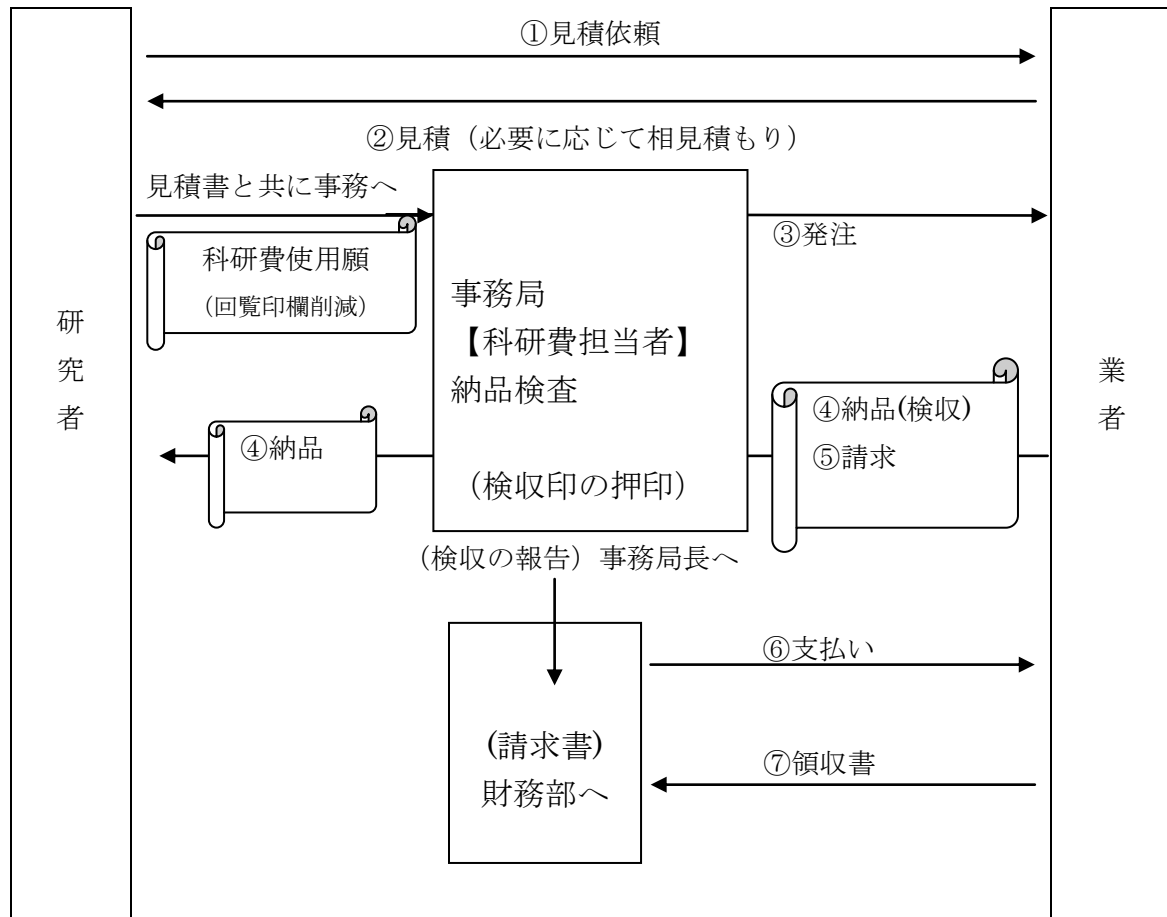 ①見積依頼
②見積（必要に応じて相見積もり）
見積書と共に事務へ
科研費使用願
（回覧印欄削減）
③発注
研究者
事務局
【科研費担当者】
納品検査
（検収印の押印）
業者
④納品
④納品(検収)
⑤請求
（検収の報告）事務局長へ
⑥支払い
(請求書)
財務部へ
⑦領収書